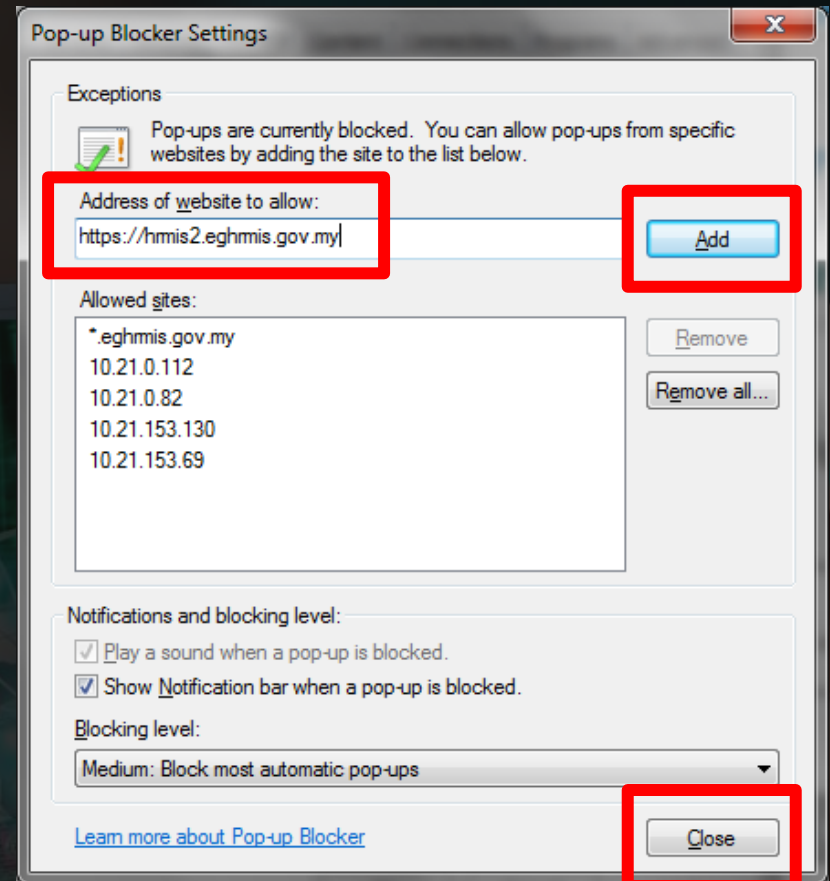 Pop-up Blocker Settings
Exceptions
Pop-ups are currently blocked. You can allow pop-ups from specific
websites by adding the site to the list below.
Address of website to allow:
https://hrmis2.eghrmis.gov.my
Add
Allowed sites:
*.eghrmis.gov.my
10.21.0.112
10.21.0.82
10.21.153.130
10.21.153.69
Remove
Remove all...
Notifications and blocking level:
Play a sound when a pop-up is blocked.
Show Notification bar when a pop-up is blocked.
Blocking level:
Medium: Block most automatic pop-ups
Learn more about Pop-up Blocker
Close